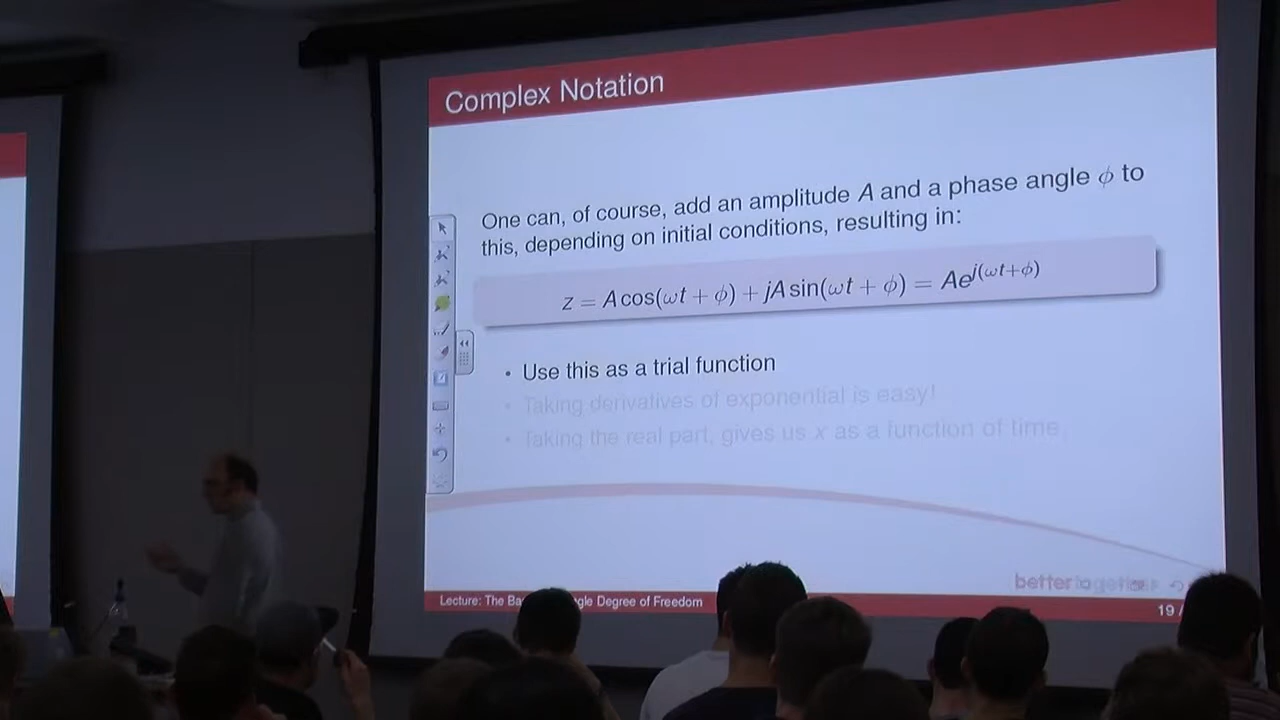 Complex Notation
One can, of course, add an amplitude A and a phase angle ϕ to
this, depending on initial conditions, resulting in:
z = A cos(ωt + ϕ) + jA sin(ωt + ϕ) = Ae^j(ωt+ϕ)
• Use this as a trial function
• Taking derivatives of exponential is easy!
• Taking the real part, gives us x as a function of time.
better
Lecture: The Degree of Freedom
19 /